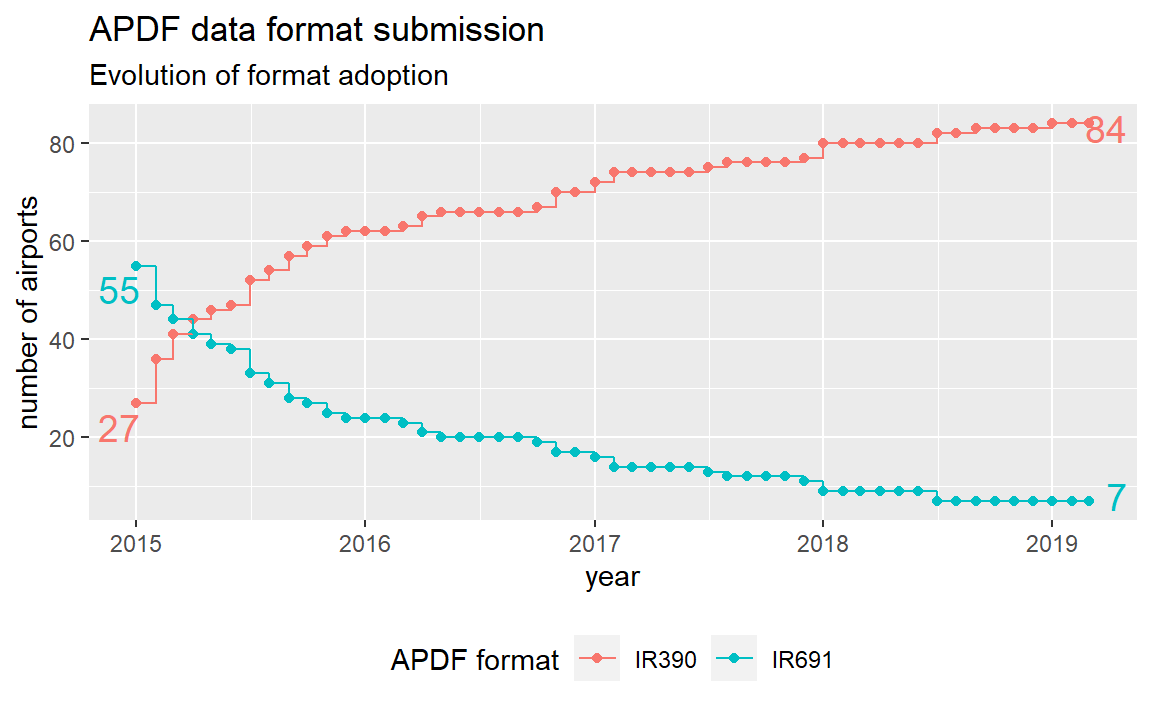 APDF data format submission
Evolution of format adoption
number of airports
80
60
40
20
55
27
84
7
2015 2016 2017 2018 2019
year
APDF format IR390 IR691